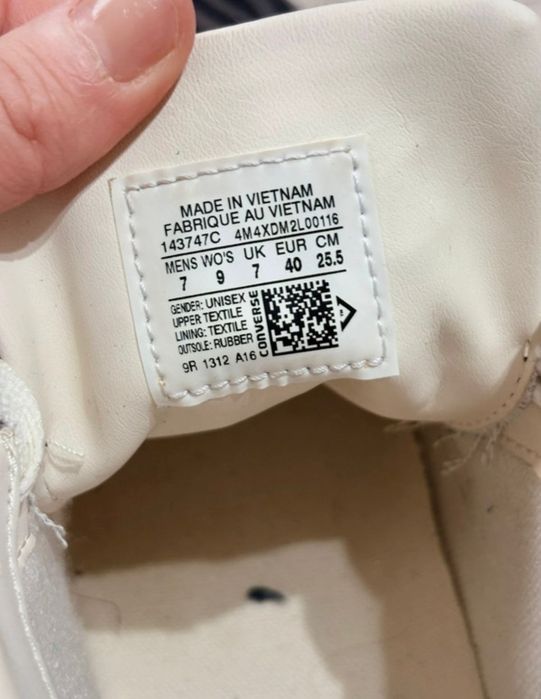 MADE IN VIETNAM
FABRIQUE AU VIETNAM
143747C 4M4XDM2L00116
MENS WO'S UK EUR CM
7 9 7 40 25.5
GENDER: UNISEX
UPPER TEXTILE
LINING: TEXTILE
OUTSOLE: RUBBER
CONVERSE
9R 1312 A16